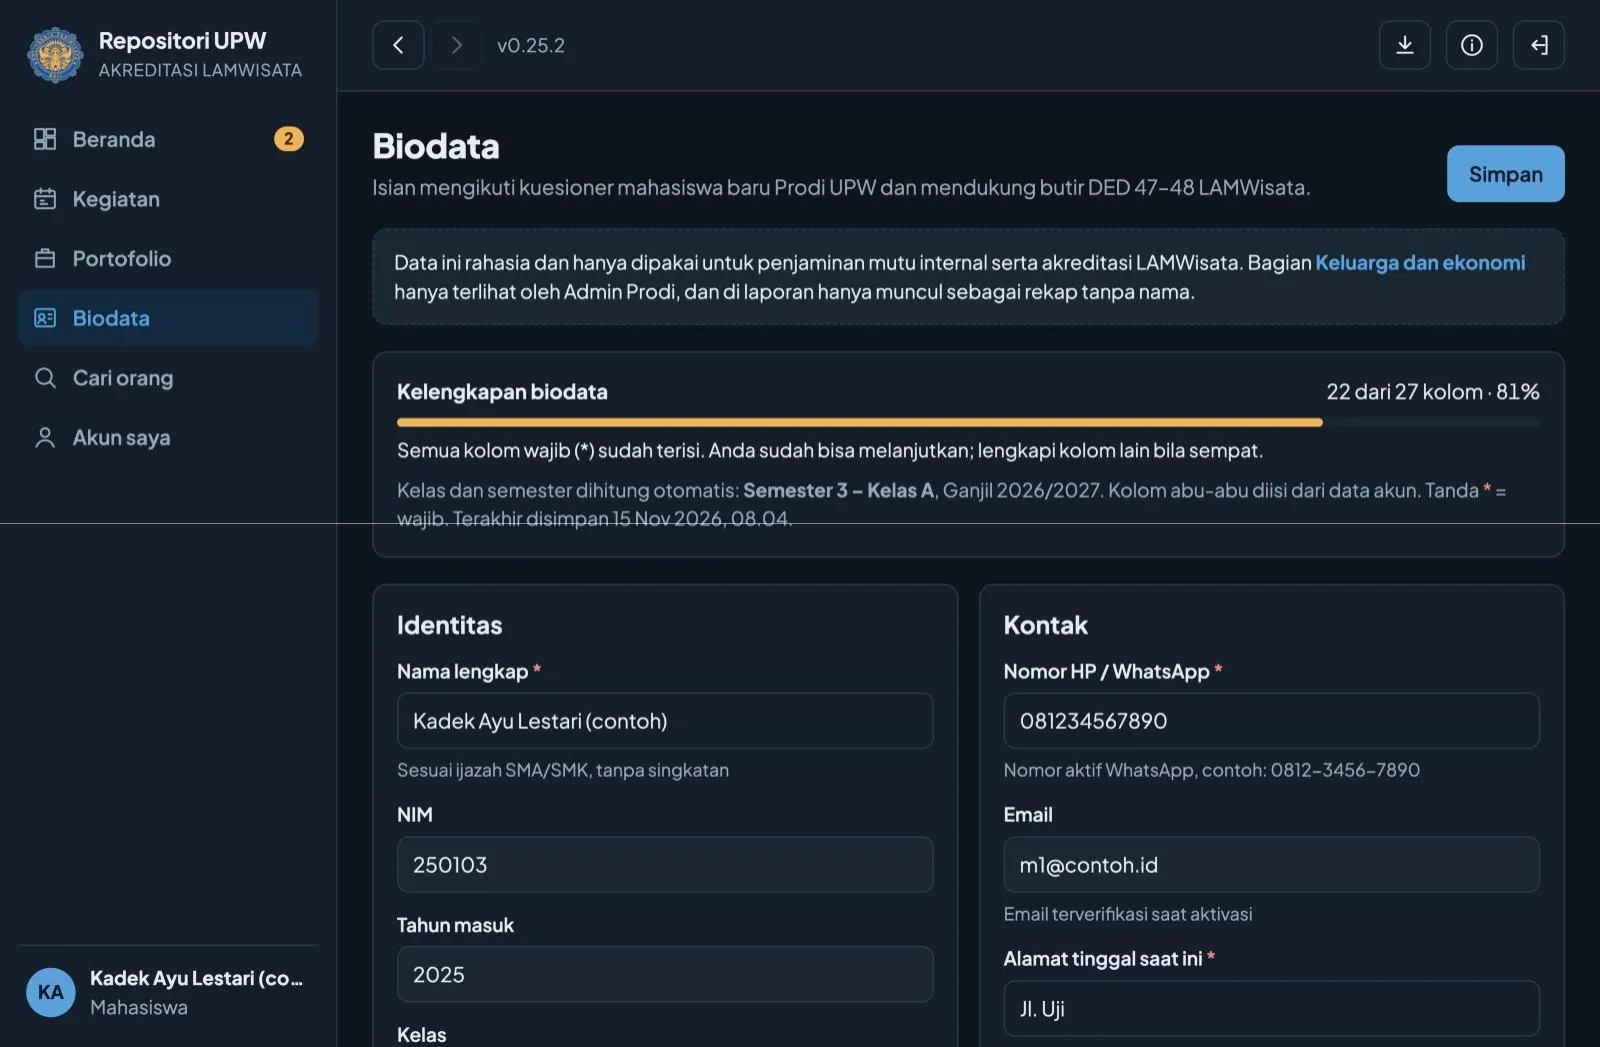 Repositori UPW
AKREDITASI LAMWISATA
Beranda
2
Kegiatan
Portofolio
Biodata
Cari orang
Akun saya
Kadek Ayu Lestari (co...
Mahasiswa
KA
v0.25.2
Biodata
Isian mengikuti kuesioner mahasiswa baru Prodi UPW dan mendukung butir DED 47–48 LAMWisata.
Simpan
Data ini rahasia dan hanya dipakai untuk penjaminan mutu internal serta akreditasi LAMWisata. Bagian Keluarga dan ekonomi
hanya terlihat oleh Admin Prodi, dan di laporan hanya muncul sebagai rekap tanpa nama.
Kelengkapan biodata
22 dari 27 kolom · 81%
Semua kolom wajib (*) sudah terisi. Anda sudah bisa melanjutkan; lengkapi kolom lain bila sempat.
Kelas dan semester dihitung otomatis: Semester 3 – Kelas A, Ganjil 2026/2027. Kolom abu-abu diisi dari data akun. Tanda * =
wajib. Terakhir disimpan 15 Nov 2026, 08.04.
Identitas
Nama lengkap *
Kadek Ayu Lestari (contoh)
Sesuai ijazah SMA/SMK, tanpa singkatan
NIM
250103
Tahun masuk
2025
Kelas
Kontak
Nomor HP / WhatsApp *
081234567890
Nomor aktif WhatsApp, contoh: 0812-3456-7890
Email
m1@contoh.id
Email terverifikasi saat aktivasi
Alamat tinggal saat ini *
Jl. Uji